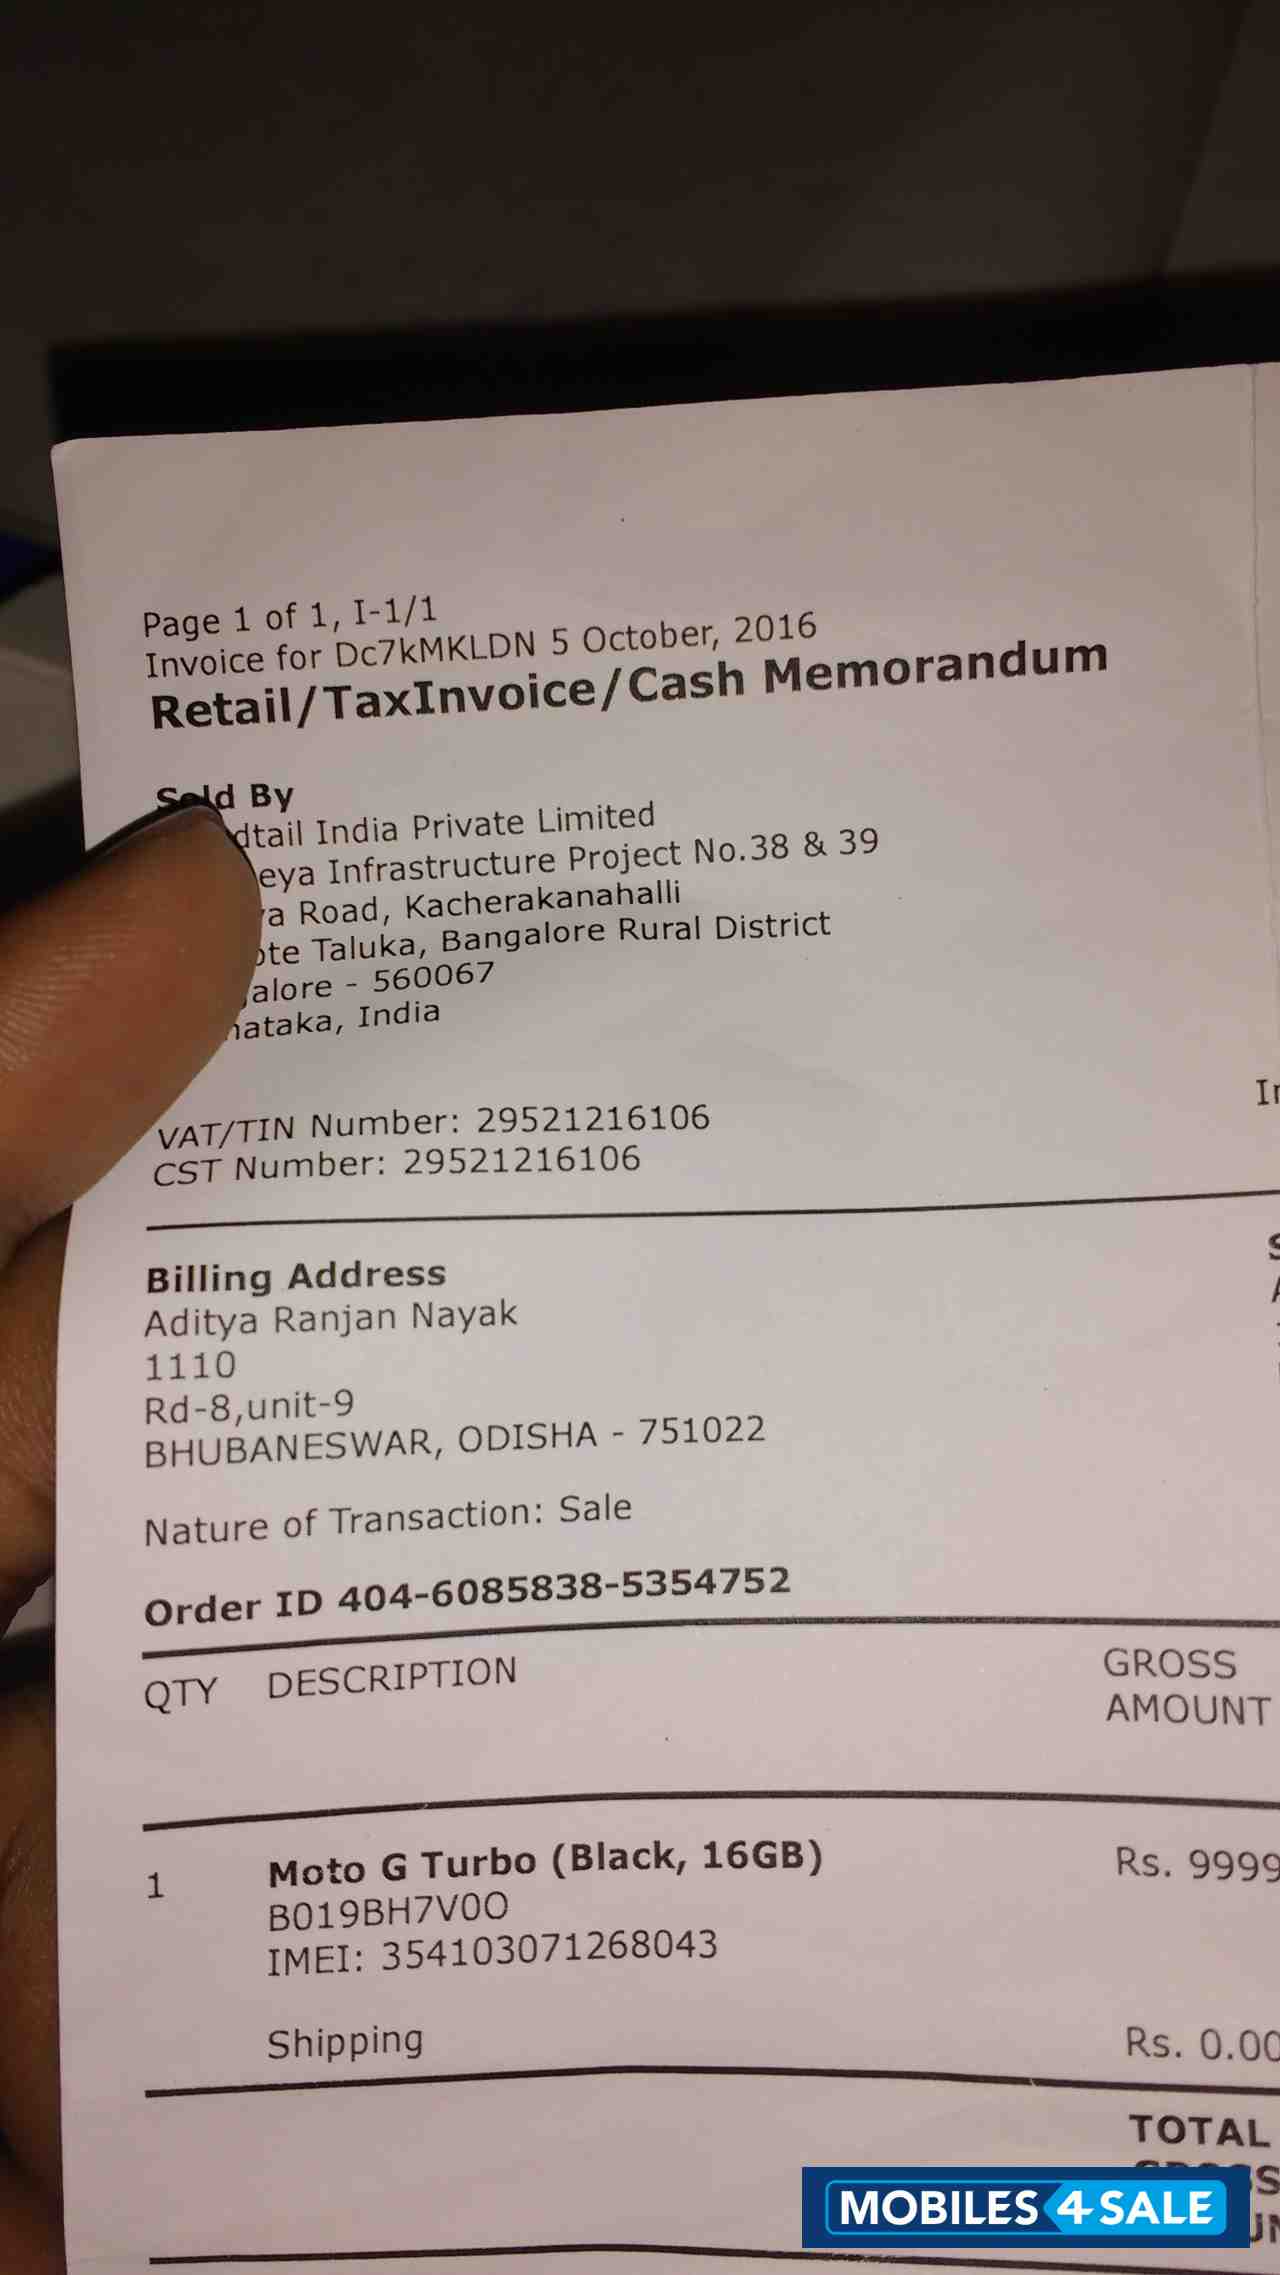 Page 1 of 1, I-1/1
Invoice for Dc7kMKLDN 5 October, 2016
Retail/TaxInvoice/Cash Memorandum
Sold By
dtail India Private Limited
eya Infrastructure Project No.38 & 39
a Road, Kacherakanahalli
ote Taluka, Bangalore Rural District
alore - 560067
nataka, India
VAT/TIN Number: 29521216106
CST Number: 29521216106
Billing Address
Aditya Ranjan Nayak
1110
Rd-8,unit-9
BHUBANESWAR, ODISHA - 751022
Nature of Transaction: Sale
Order ID 404-6085838-5354752
QTY DESCRIPTION GROSS
AMOUNT
1 Moto G Turbo (Black, 16GB) Rs. 9999
B019BH7V0O
IMEI: 354103071268043
Shipping Rs. 0.00
TOTAL
MOBILES 4 SALE